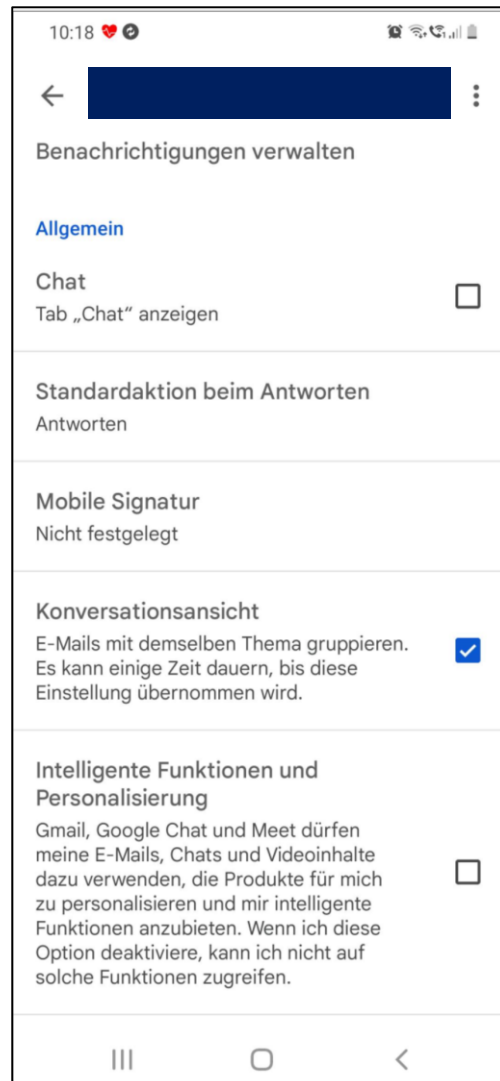 10:18
Benachrichtigungen verwalten
Allgemein
Chat
Tab „Chat“ anzeigen
Standardaktion beim Antworten
Antworten
Mobile Signatur
Nicht festgelegt
Konversationsansicht
E-Mails mit demselben Thema gruppieren.
Es kann einige Zeit dauern, bis diese
Einstellung übernommen wird.
Intelligente Funktionen und
Personalisierung
Gmail, Google Chat und Meet dürfen
meine E-Mails, Chats und Videoinhalte
dazu verwenden, die Produkte für mich
zu personalisieren und mir intelligente
Funktionen anzubieten. Wenn ich diese
Option deaktiviere, kann ich nicht auf
solche Funktionen zugreifen.